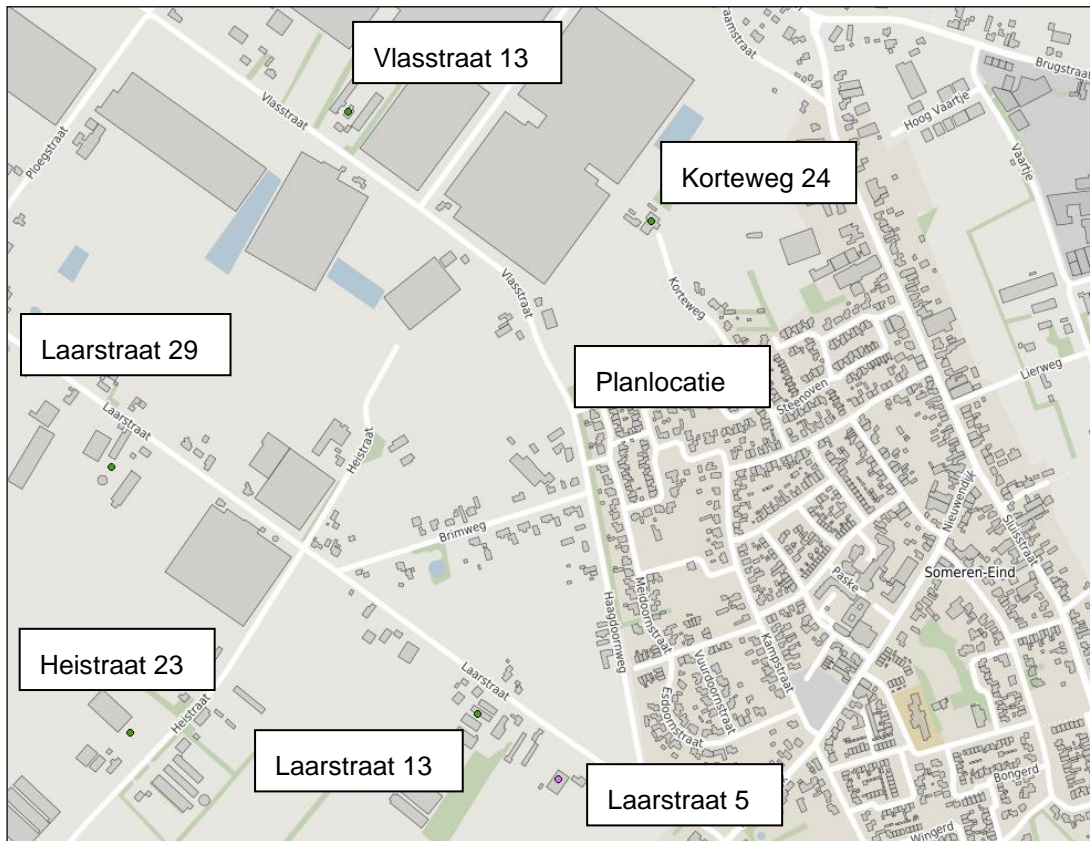 Vlasstraat 13
aamstraat
Brugstraat
Hoog Vaartje
Vaartje
Vlasstraat
Ploegstraat
Korteweg 24
Vlasstraat
Korteweg
Laarstraat 29
Planlocatie
Lierweg
Steenoven
Laarstraat
Heistraat
Nieuwendijk
Sluisstraat
Brimweg
Someren-Eind
Paske
Haagdoornweg
Meidoornstraat
Kampstraat
Vuurdoornstraat
Esdoornstraat
Heistraat 23
Laarstraat
Heistraat
Laarstraat 13
Laarstraat 5
Bongerd
Wingerd